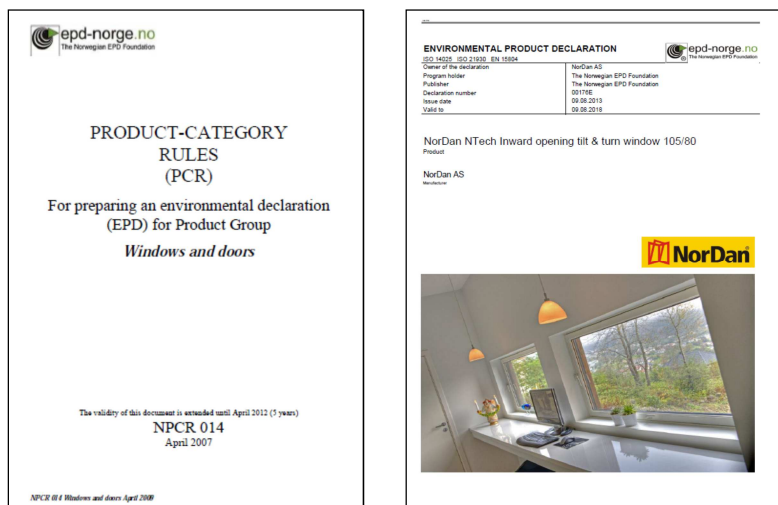 epd-norge.no
The Norwegian EPD Foundation
PRODUCT-CATEGORY
RULES
(PCR)
For preparing an environmental declaration
(EPD) for Product Group
Windows and doors
The validity of this document is extended until April 2012 (5 years)
NPCR 014
April 2007
NPCR 014 Windows and doors April 2000
ENVIRONMENTAL PRODUCT DECLARATION
epd-norge.no
The Norwegian EPD Foundation
ISO 14025 ISO 21930 EN 15804
Owner of the declaration NorDan AS
Program holder The Norwegian EPD Foundation
Publisher The Norwegian EPD Foundation
Declaration number 00176E
Issue date 09.08.2013
Valid to 09.08.2018
NorDan NTech Inward opening tilt & turn window 105/80
Product
NorDan AS
Manufacturer
NorDan